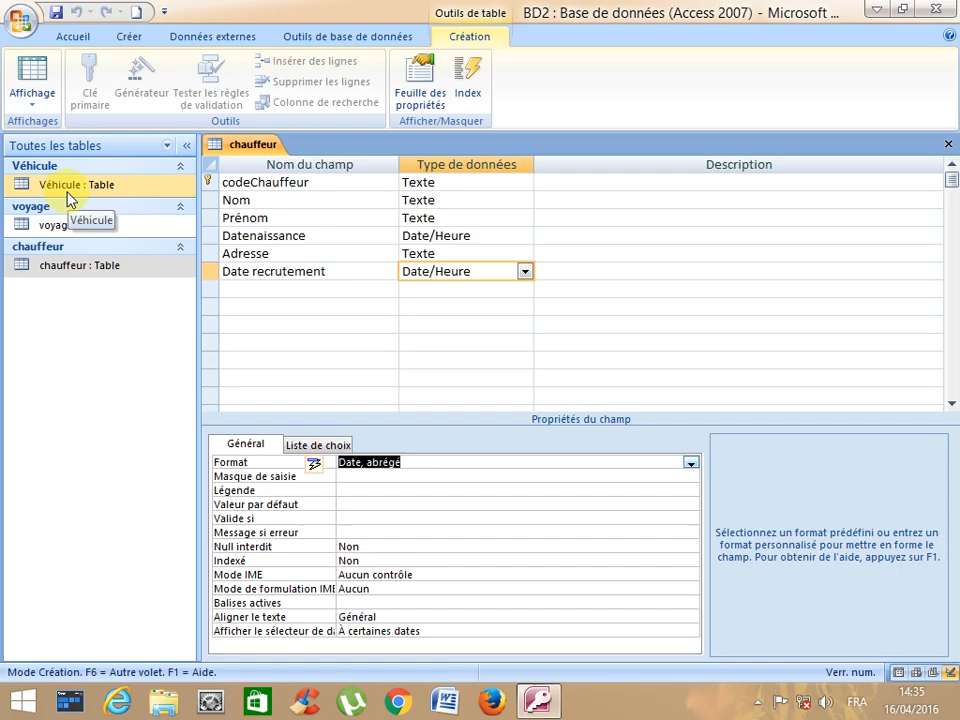 Outils de table
BD2 : Base de données (Access 2007) - Microsoft ...
Accueil
Créer
Données externes
Outils de base de données
Création
Affichage
Clé primaire
Générateur
Tester les règles de validation
Insérer des lignes
Supprimer les lignes
Colonne de recherche
Feuille des propriétés
Index
Affichages
Outils
Afficher/Masquer
Toutes les tables
Véhicule
Véhicule : Table
voyage
voyag
Véhicule
chauffeur
chauffeur : Table
chauffeur
Nom du champ
Type de données
Description
codeChauffeur
Texte
Nom
Texte
Prénom
Texte
Datenaissance
Date/Heure
Adresse
Texte
Date recrutement
Date/Heure
Propriétés du champ
Général
Liste de choix
Format
Date, abrégé
Masque de saisie
Légende
Valeur par défaut
Valide si
Message si erreur
Null interdit
Non
Indexé
Non
Mode IME
Aucun contrôle
Mode de formulation IME
Aucun
Balises actives
Aligner le texte
Général
Afficher le sélecteur de da
À certaines dates
Sélectionnez un format prédéfini ou entrez un
format personnalisé pour mettre en forme le
champ. Pour obtenir de l'aide, appuyez sur F1.
Mode Création. F6 = Autre volet. F1 = Aide.
Verr. num.
FRA
14:35
16/04/2016